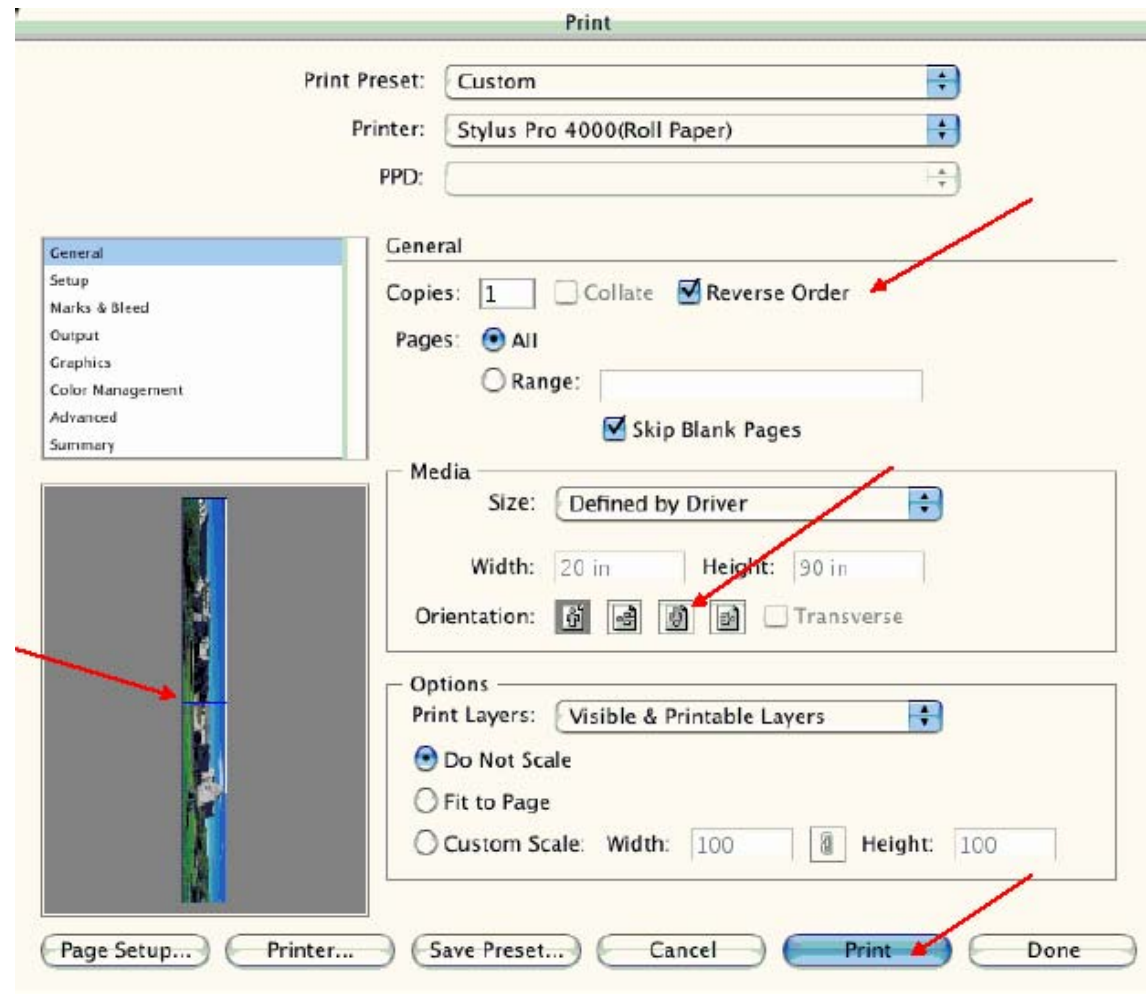 Print
Print Preset: Custom
Printer: Stylus Pro 4000(Roll Paper)
PPD:
General
Setup
Marks & Bleed
Output
Graphics
Color Management
Advanced
Summary
General
Copies: 1 Collate Reverse Order
Pages: All
Range:
Skip Blank Pages
Media
Size: Defined by Driver
Width: 20 in Height: 90 in
Orientation: Transverse
Options
Print Layers: Visible & Printable Layers
Do Not Scale
Fit to Page
Custom Scale: Width: 100 Height: 100
Page Setup... Printer... Save Preset... Cancel Print Done